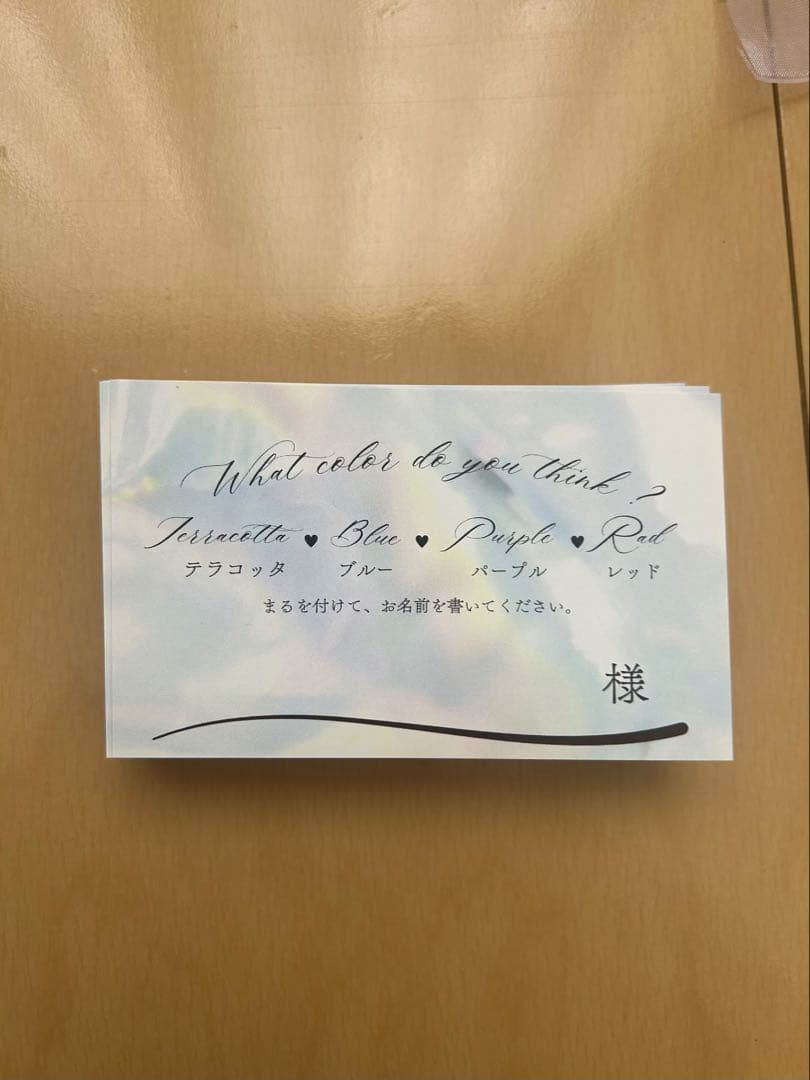 What color do you think ?
Terracotta ♥ Blue ♥ Purple ♥ Rad
テラコッタ ブルー パープル レッド
まるを付けて、お名前を書いてください。
様